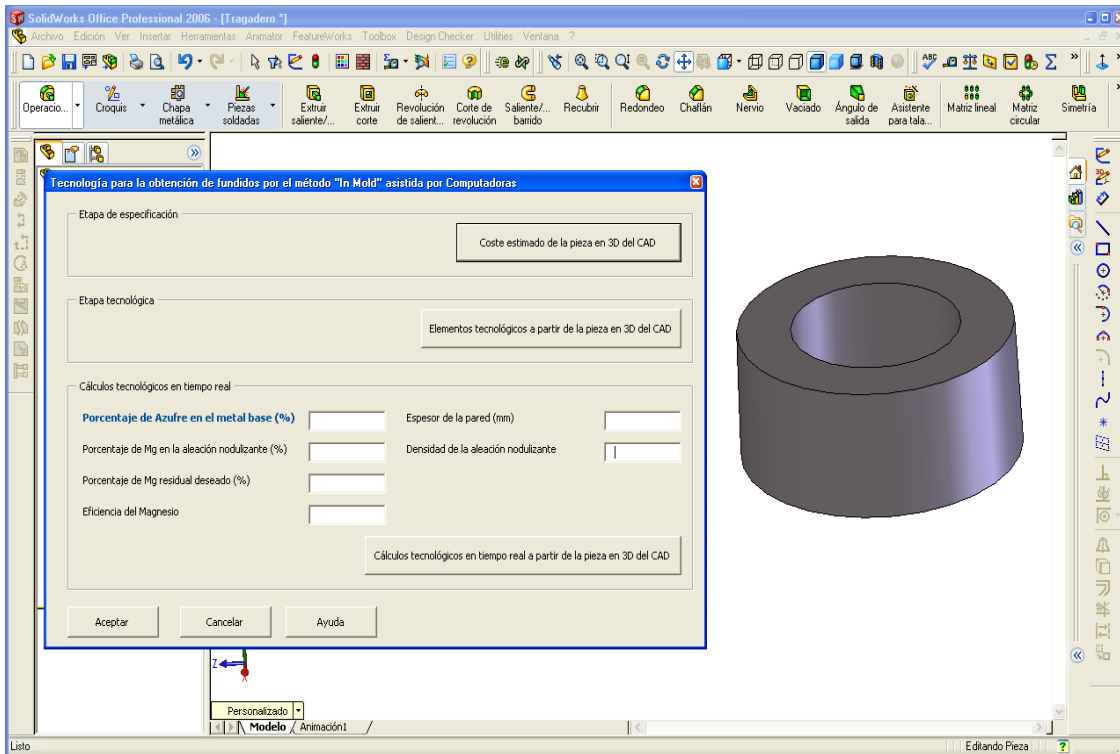 SolidWorks Office Professional 2006 - [Tragadero *]
Archivo Edición Ver Insertar Herramientas Animator FeatureWorks Toolbox Design Checker Utilities Ventana ?
Operacio... Croquis Chapa metálica Piezas soldadas Extruir saliente/... Extruir corte Revolución de salient... Corte de revolución Saliente/... barrido Recubrir Redondeo Challán Nervio Vaciado Ángulo de salida Asistente para tala... Matriz lineal Matriz circular Simetría
Tecnología para la obtención de fundidos por el método "In Mold" asistida por Computadoras
Etapa de especificación
Coste estimado de la pieza en 3D del CAD
Etapa tecnológica
Elementos tecnológicos a partir de la pieza en 3D del CAD
Cálculos tecnológicos en tiempo real
Porcentaje de Azufre en el metal base (%) Espesor de la pared (mm)
Porcentaje de Mg en la aleación nodulizante (%) Densidad de la aleación nodulizante
Porcentaje de Mg residual deseado (%)
Eficiencia del Magnesio
Cálculos tecnológicos en tiempo real a partir de la pieza en 3D del CAD
Aceptar Cancelar Ayuda
Z
X
Personalizado
Modelo Animación1
Listo Editando Pieza ?